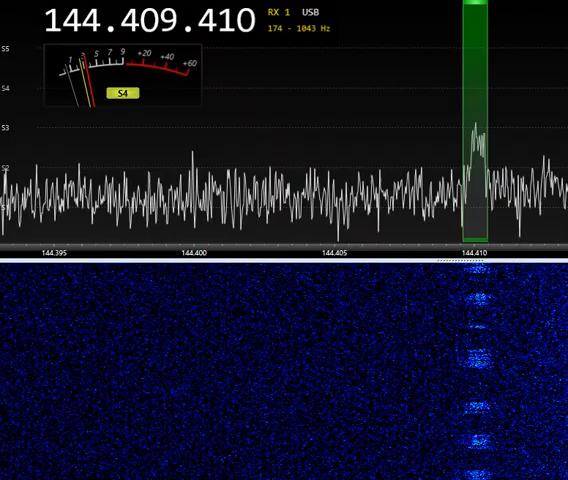 144.409.410 RX 1 USB
174 - 1043 Hz
S5
1 3 5 7 9 +20 +40 +60
S4
S4
S3
S2
144.395 144.400 144.405 144.410